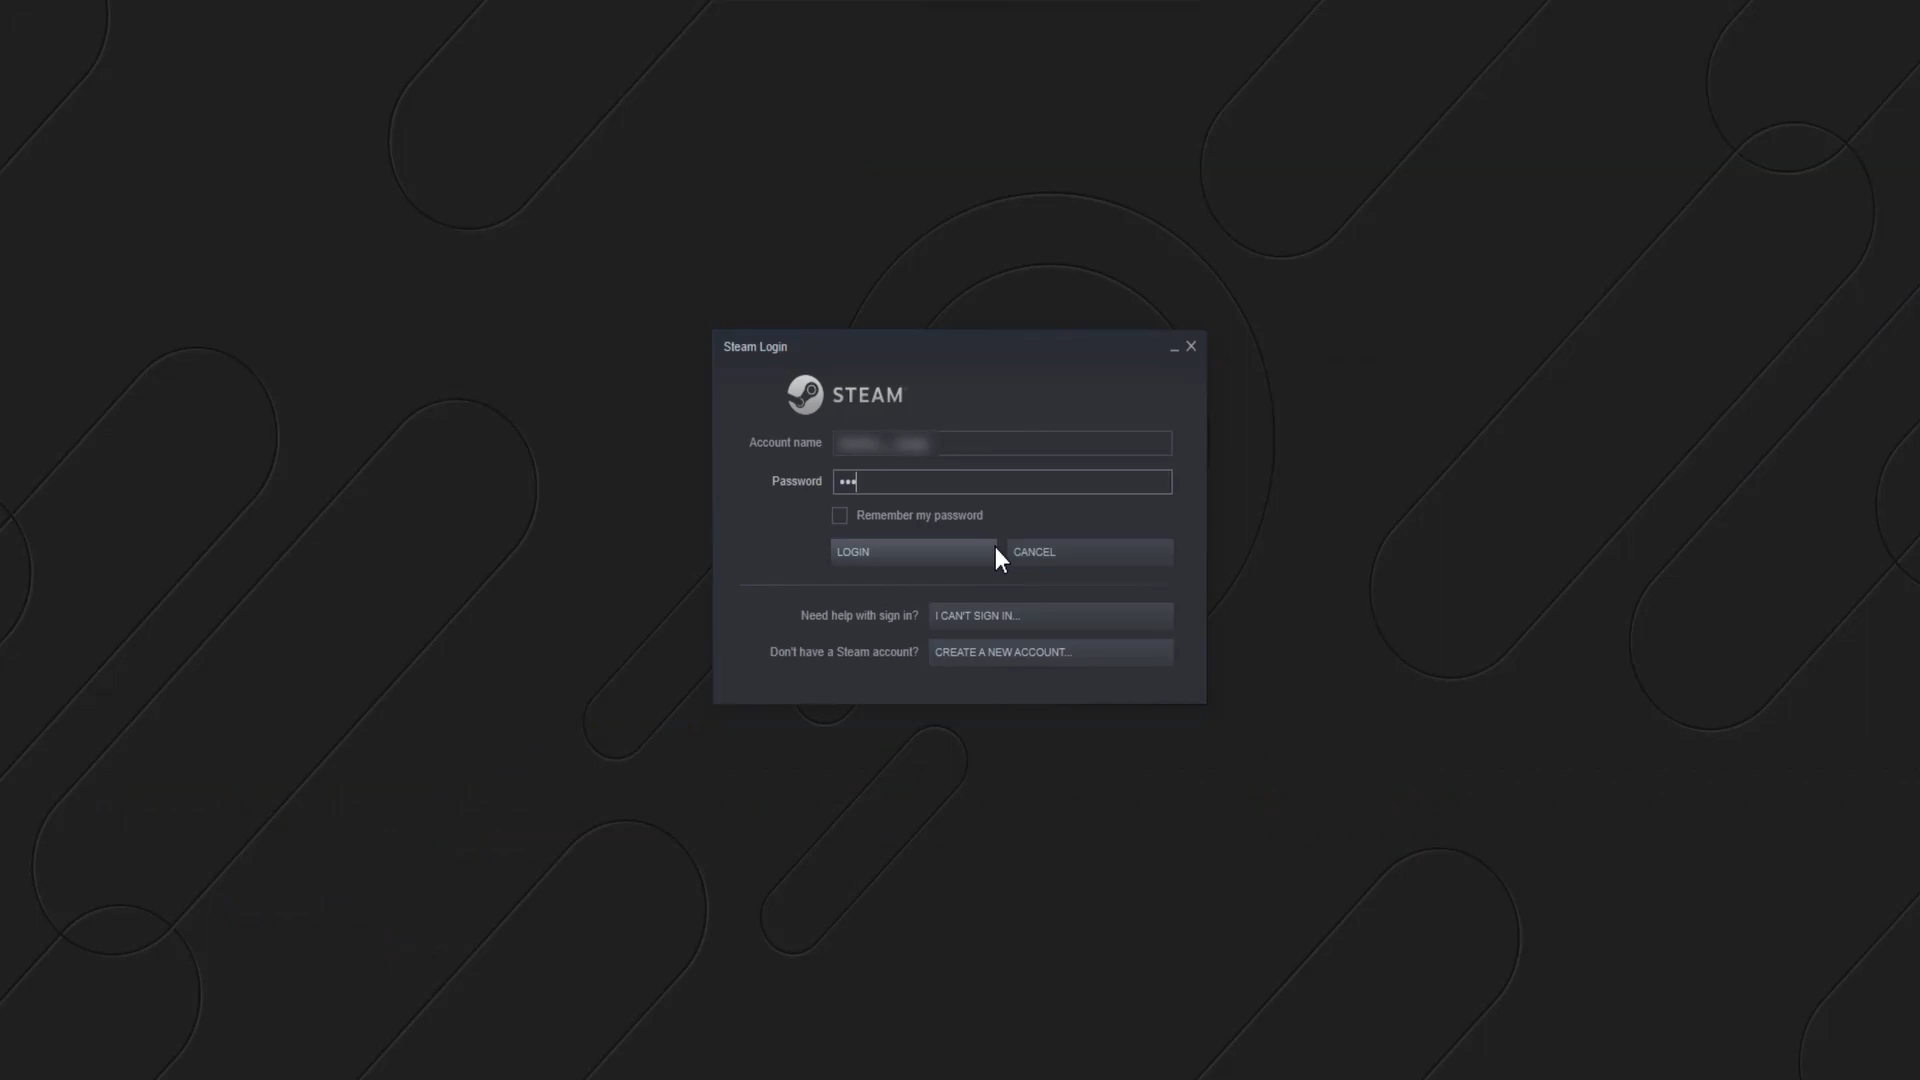 Steam Login
STEAM
Account name
Password •••
Remember my password
LOGIN CANCEL
Need help with sign in? I CAN'T SIGN IN...
Don't have a Steam account? CREATE A NEW ACCOUNT...